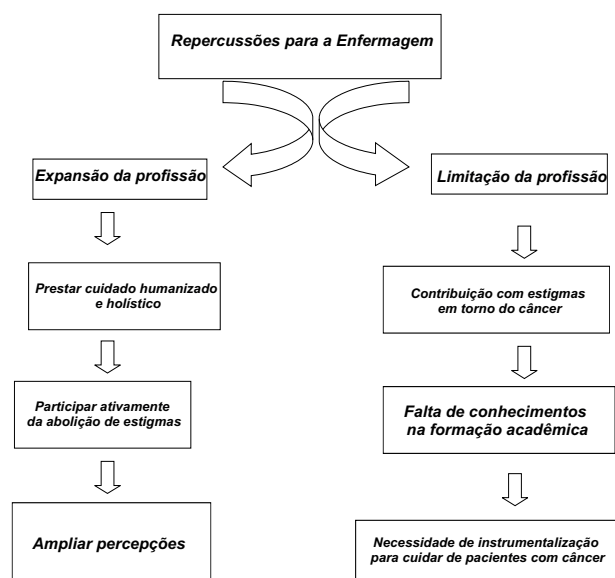 Repercussões para a Enfermagem
Expansão da profissão
Limitação da profissão
Prestar cuidado humanizado
e holístico
Contribuição com estigmas
em torno do câncer
Participar ativamente
da abolição de estigmas
Falta de conhecimentos
na formação acadêmica
Ampliar percepções
Necessidade de instrumentalização
para cuidar de pacientes com câncer